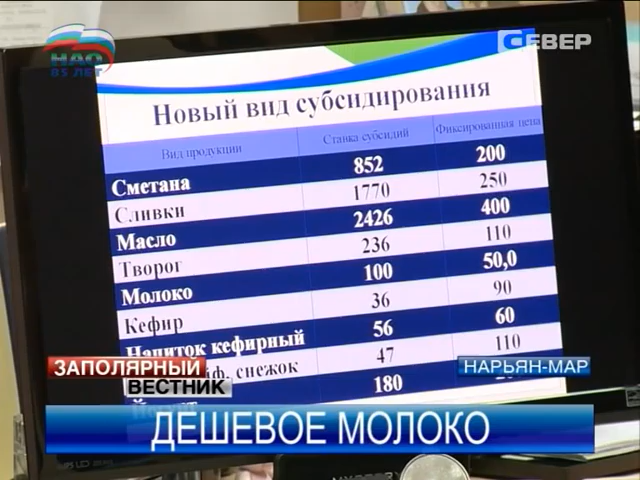 НАО
85 ЛЕТ
СЕВЕР
Новый вид субсидирования
Вид продукции Ставка субсидий Фиксированная цена
Сметана 852 200
Сливки 1770 250
Масло 2426 400
Творог 236 110
Молоко 100 50,0
Кефир 36 90
Напиток кефирный 56 60
снежок 47 110
180
ЗАПОЛЯРНЫЙ
ВЕСТНИК
НАРЬЯН-МАР
ДЕШЕВОЕ МОЛОКО